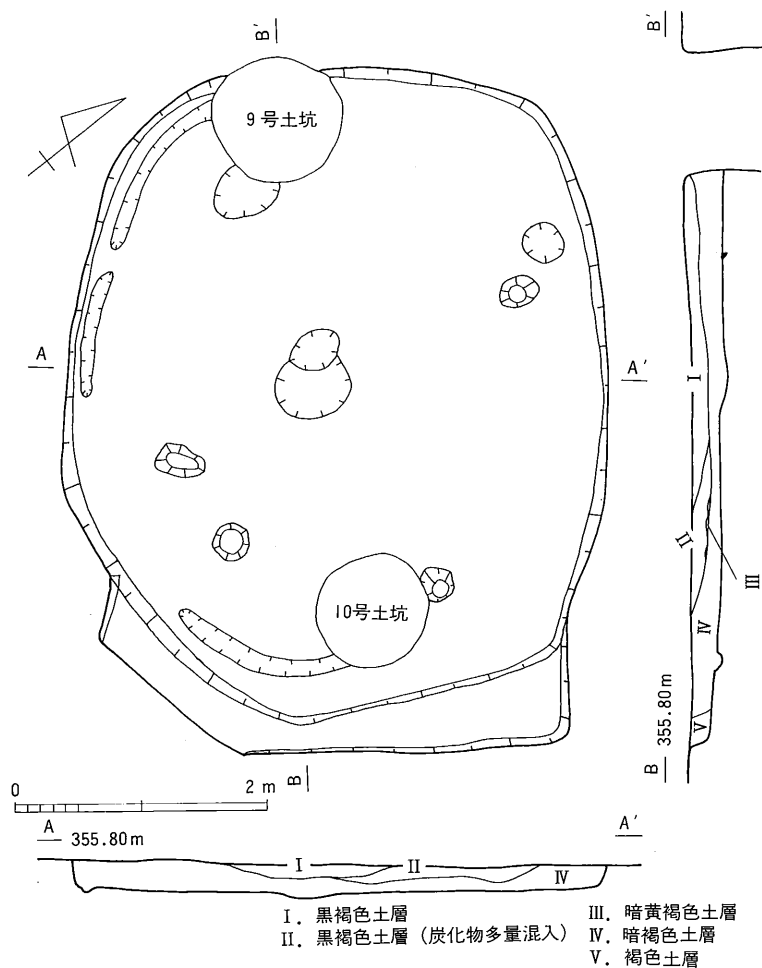 B'
B'
9号土坑
A
A'
I
II
III
IV
V
10号土坑
B
355.80m
B
0
2 m
A
355.80m
A'
I
II
IV
I．黒褐色土層
II．黒褐色土層（炭化物多量混入）
III．暗黄褐色土層
IV．暗褐色土層
V．褐色土層